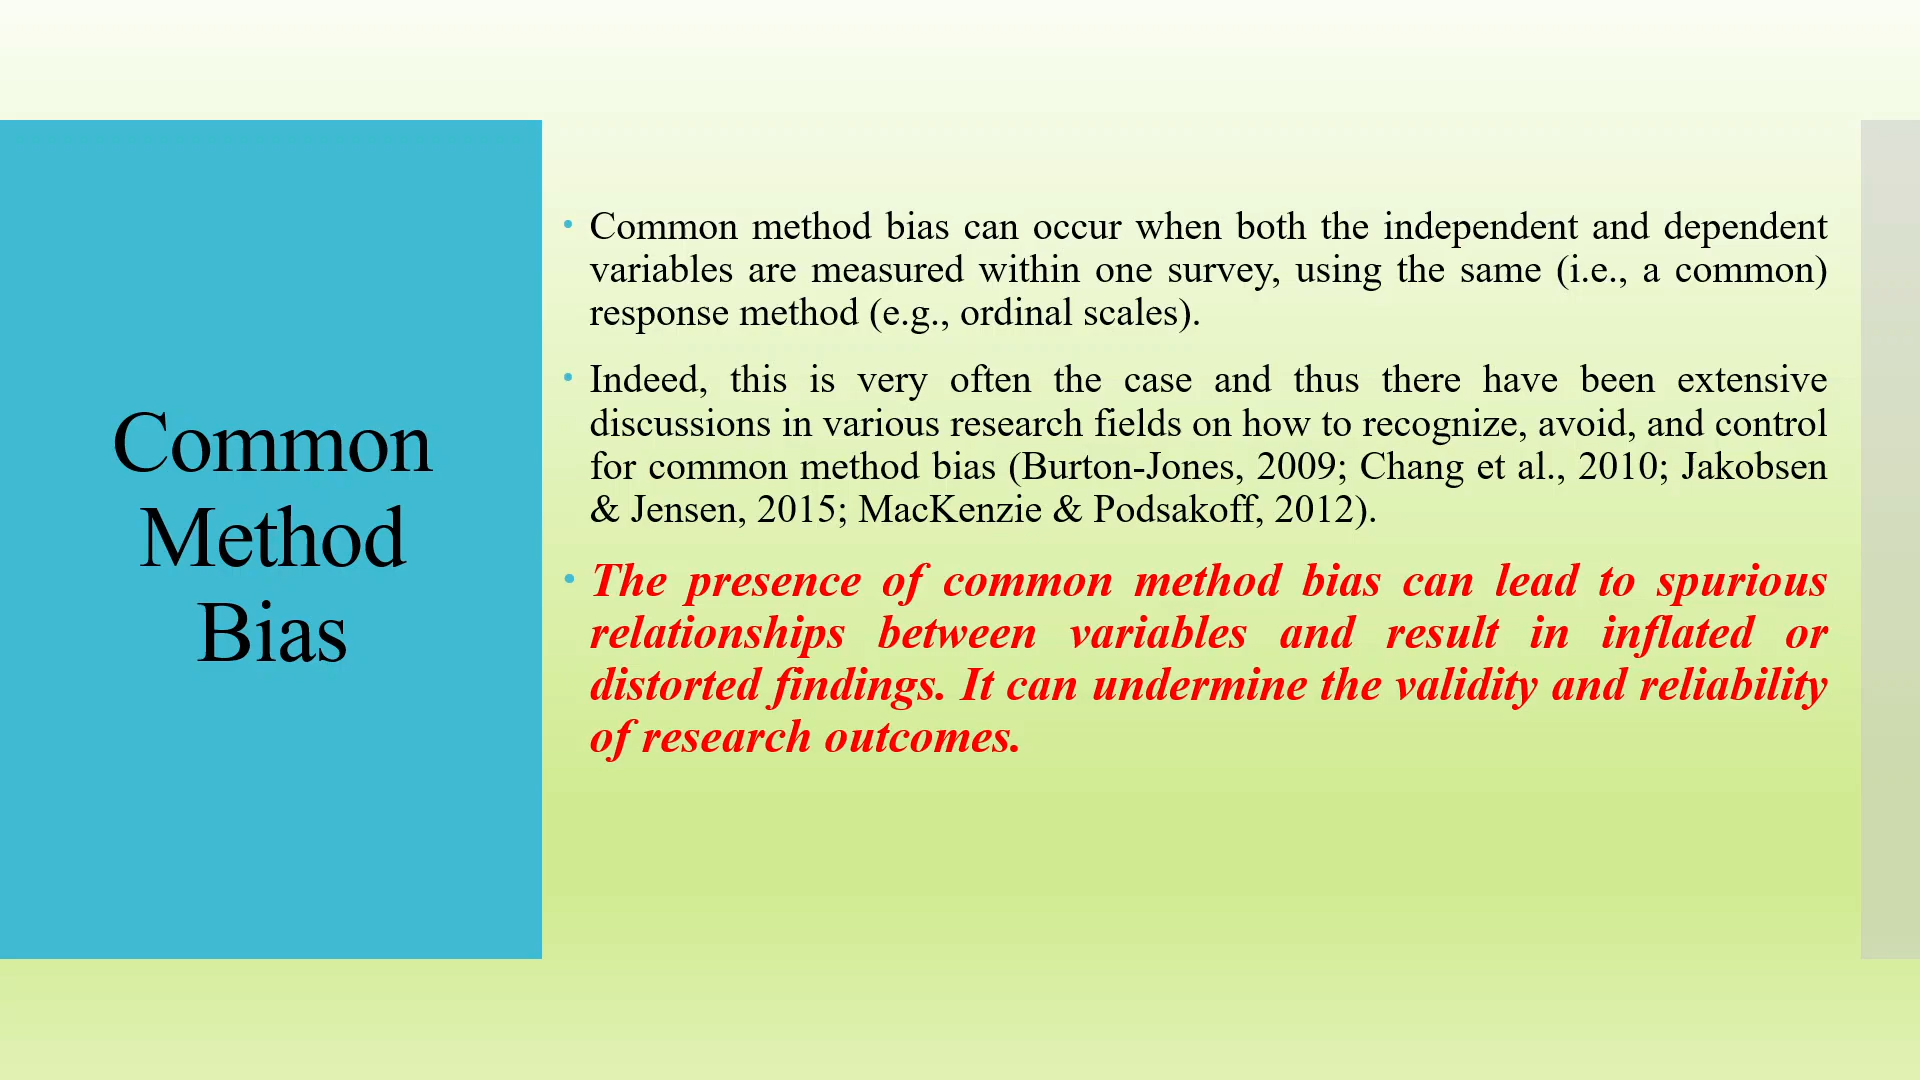 Common
Method
Bias
• Common method bias can occur when both the independent and dependent
variables are measured within one survey, using the same (i.e., a common)
response method (e.g., ordinal scales).
• Indeed, this is very often the case and thus there have been extensive
discussions in various research fields on how to recognize, avoid, and control
for common method bias (Burton-Jones, 2009; Chang et al., 2010; Jakobsen
& Jensen, 2015; MacKenzie & Podsakoff, 2012).
• The presence of common method bias can lead to spurious
relationships between variables and result in inflated or
distorted findings. It can undermine the validity and reliability
of research outcomes.